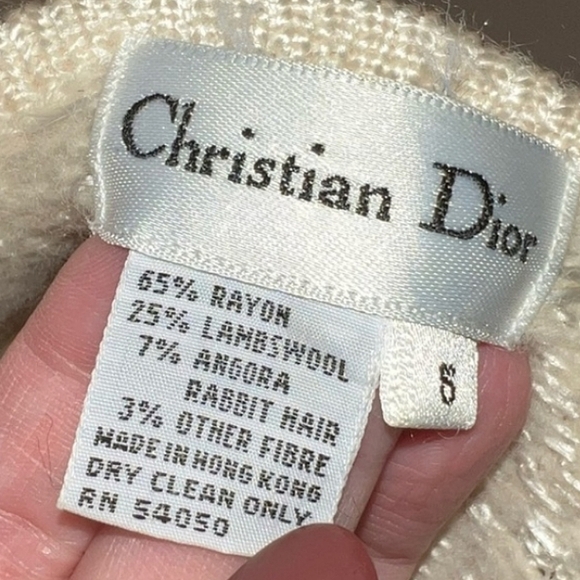 Christian Dior
65% RAYON
25% LAMBSWOOL
7% ANGORA
RABBIT HAIR
3% OTHER FIBRE
MADE IN HONG KONG
DRY CLEAN ONLY
RN 54050
S